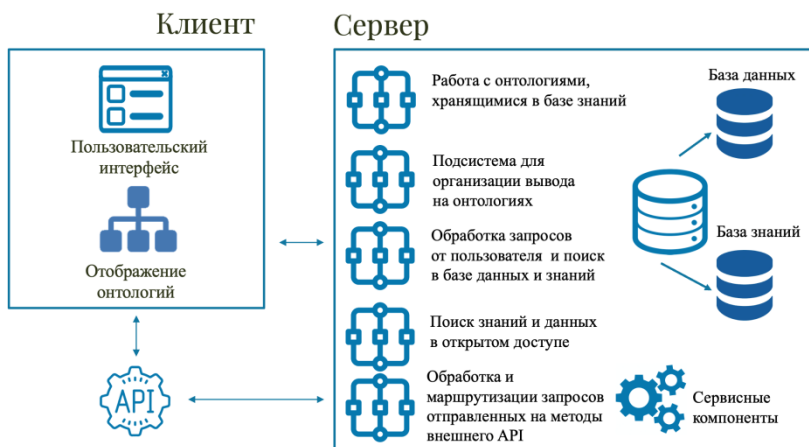 Клиент
Сервер
Пользовательский
интерфейс
Отображение
онтологий
API
Работа с онтологиями,
хранящимися в базе знаний
Подсистема для
организации вывода
на онтологиях
Обработка запросов
от пользователя и поиск
в базе данных и знаний
Поиск знаний и данных
в открытом доступе
Обработка и
маршрутизации запросов
отправленных на методы
внешнего API
База данных
База знаний
Сервисные
компоненты